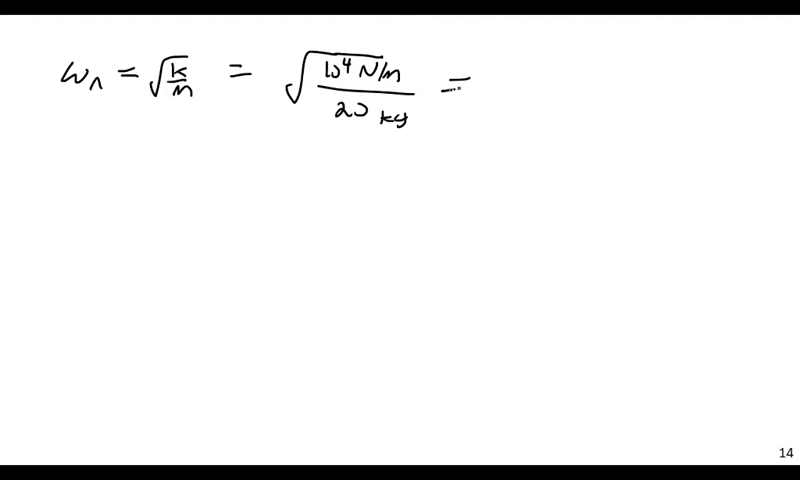 ωn = √(k/m) = √(10⁴ N/m / 20 kg) =
14